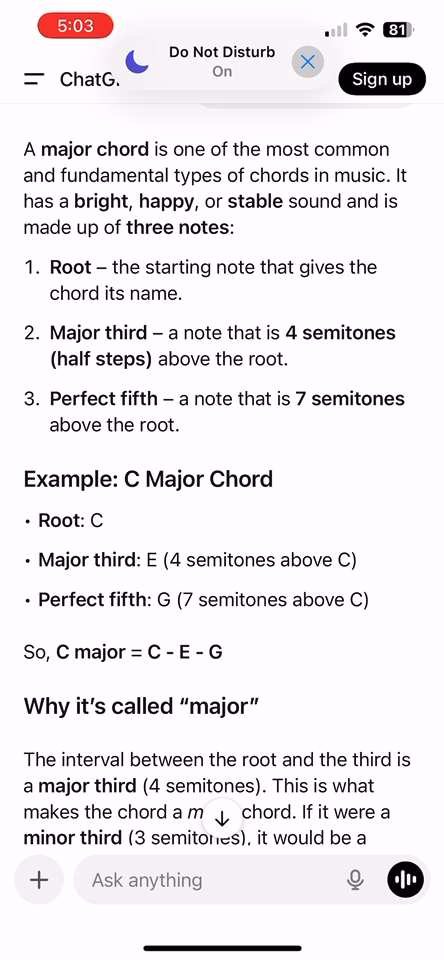 5:03
Do Not Disturb
On
81
ChatG
Sign up
A major chord is one of the most common
and fundamental types of chords in music. It
has a bright, happy, or stable sound and is
made up of three notes:
1. Root – the starting note that gives the
chord its name.
2. Major third – a note that is 4 semitones
(half steps) above the root.
3. Perfect fifth – a note that is 7 semitones
above the root.
Example: C Major Chord
• Root: C
• Major third: E (4 semitones above C)
• Perfect fifth: G (7 semitones above C)
So, C major = C - E - G
Why it’s called “major”
The interval between the root and the third is
a major third (4 semitones). This is what
makes the chord a m chord. If it were a
minor third (3 semitones), it would be a
Ask anything